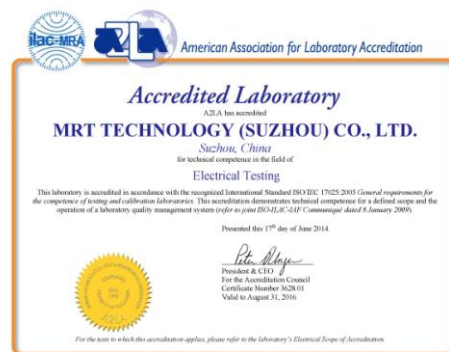 ilac-MRA
A2LA
American Association for Laboratory Accreditation
Accredited Laboratory
A2LA has accredited
MRT TECHNOLOGY (SUZHOU) CO., LTD.
Suzhou, China
for technical competence in the field of
Electrical Testing
This laboratory is accredited in accordance with the recognized International Standard ISO/IEC 17025:2005 General requirements for
the competence of testing and calibration laboratories. This accreditation demonstrates technical competence for a defined scope and the
operation of a laboratory quality management system (refer to joint ISO-ILAC-IAF Communiqué dated 8 January 2009).
Presented this 17th day of June 2014.
President & CEO
For the Accreditation Council
Certificate Number 3628.01
Valid to August 31, 2016
A2LA
For the tests to which this accreditation applies, please refer to the laboratory's Electrical Scope of Accreditation.